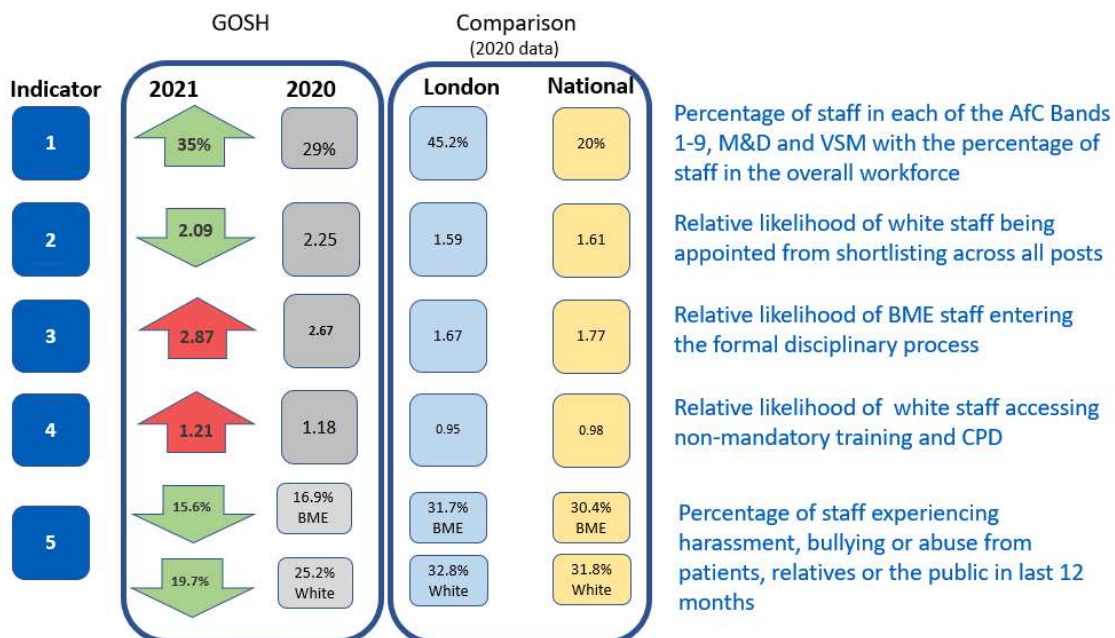 GOSH
Comparison
(2020 data)
Indicator
2021
2020
London
National
1
35%
29%
45.2%
20%
Percentage of staff in each of the AfC Bands
1-9, M&D and VSM with the percentage of
staff in the overall workforce
2
2.09
2.25
1.59
1.61
Relative likelihood of white staff being
appointed from shortlisting across all posts
3
2.87
2.67
1.67
1.77
Relative likelihood of BME staff entering
the formal disciplinary process
4
1.21
1.18
0.95
0.98
Relative likelihood of white staff accessing
non-mandatory training and CPD
5
15.6%
16.9%
BME
31.7%
BME
30.4%
BME
19.7%
25.2%
White
32.8%
White
31.8%
White
Percentage of staff experiencing
harassment, bullying or abuse from
patients, relatives or the public in last 12
months